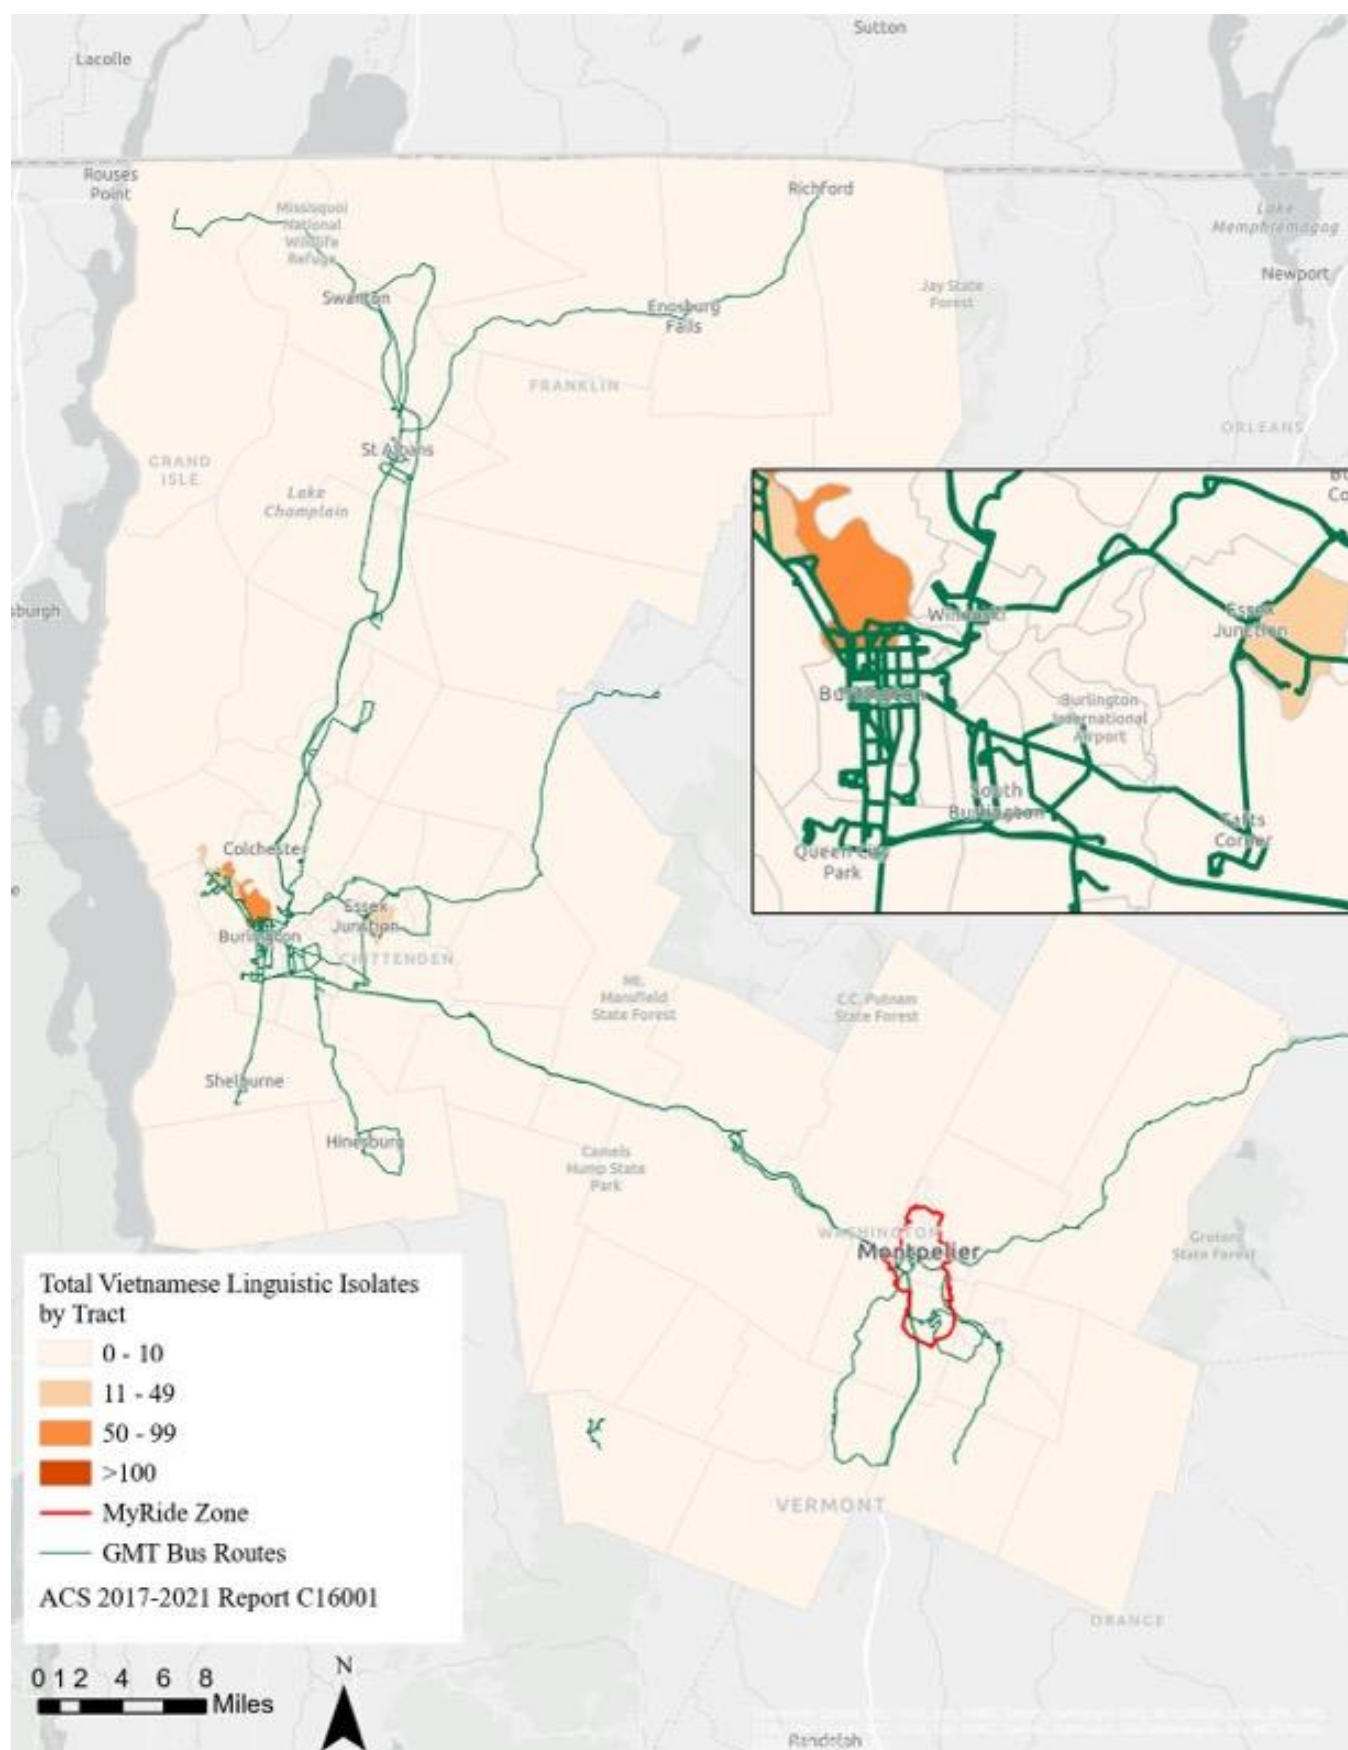 Sutton
Lacolle
Rouses
Point
Richford
Missisquoi
National
Wildlife
Refuge
Lake
Memphremagog
Newport
Jay State
Forest
Swanton
Enosburg
Falls
FRANKLIN
ORLEANS
St Albans
GRAND
ISLE
Lake
Champlain
Bu
Co
sburgh
Winooski
Essex
Junction
Burlington
Burlington
International
Airport
South
Burlington
Tafts
Corner
Queen City
Park
Colchester
Essex
Junction
Burlington
CHITTENDEN
Mt.
Mansfield
State Forest
C.C. Putnam
State Forest
Shelburne
Hinesburg
Camels
Hump State
Park
WASHINGTON
Montpelier
Groton
State Forest
Total Vietnamese Linguistic Isolates
by Tract
0 - 10
11 - 49
50 - 99
>100
MyRide Zone
GMT Bus Routes
ACS 2017-2021 Report C16001
VERMONT
ORANGE
0 1 2 4 6 8
Miles
N
Randolph